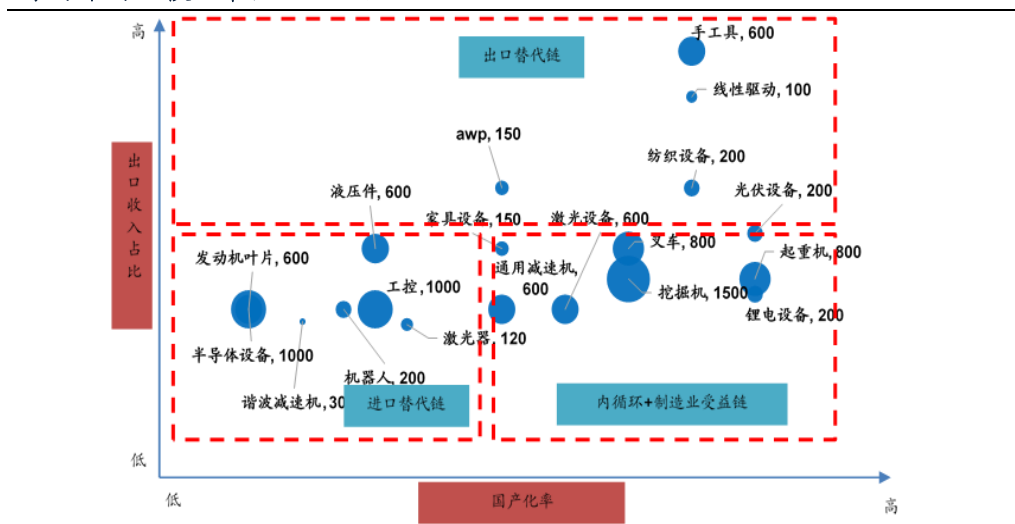 高
手工具, 600
出口替代链
线性驱动, 100
awp, 150
纺织设备, 200
液压件, 600
光伏设备, 200
家具设备, 150
激光设备, 600
出口收入占比
叉车, 800
发动机叶片, 600
起重机, 800
通用减速机,
600
工控, 1000
挖掘机, 1500
锂电设备, 200
激光器, 120
半导体设备, 1000
机器人, 200
谐波减速机, 30
进口替代链
内循环+制造业受益链
低
低
国产化率
高